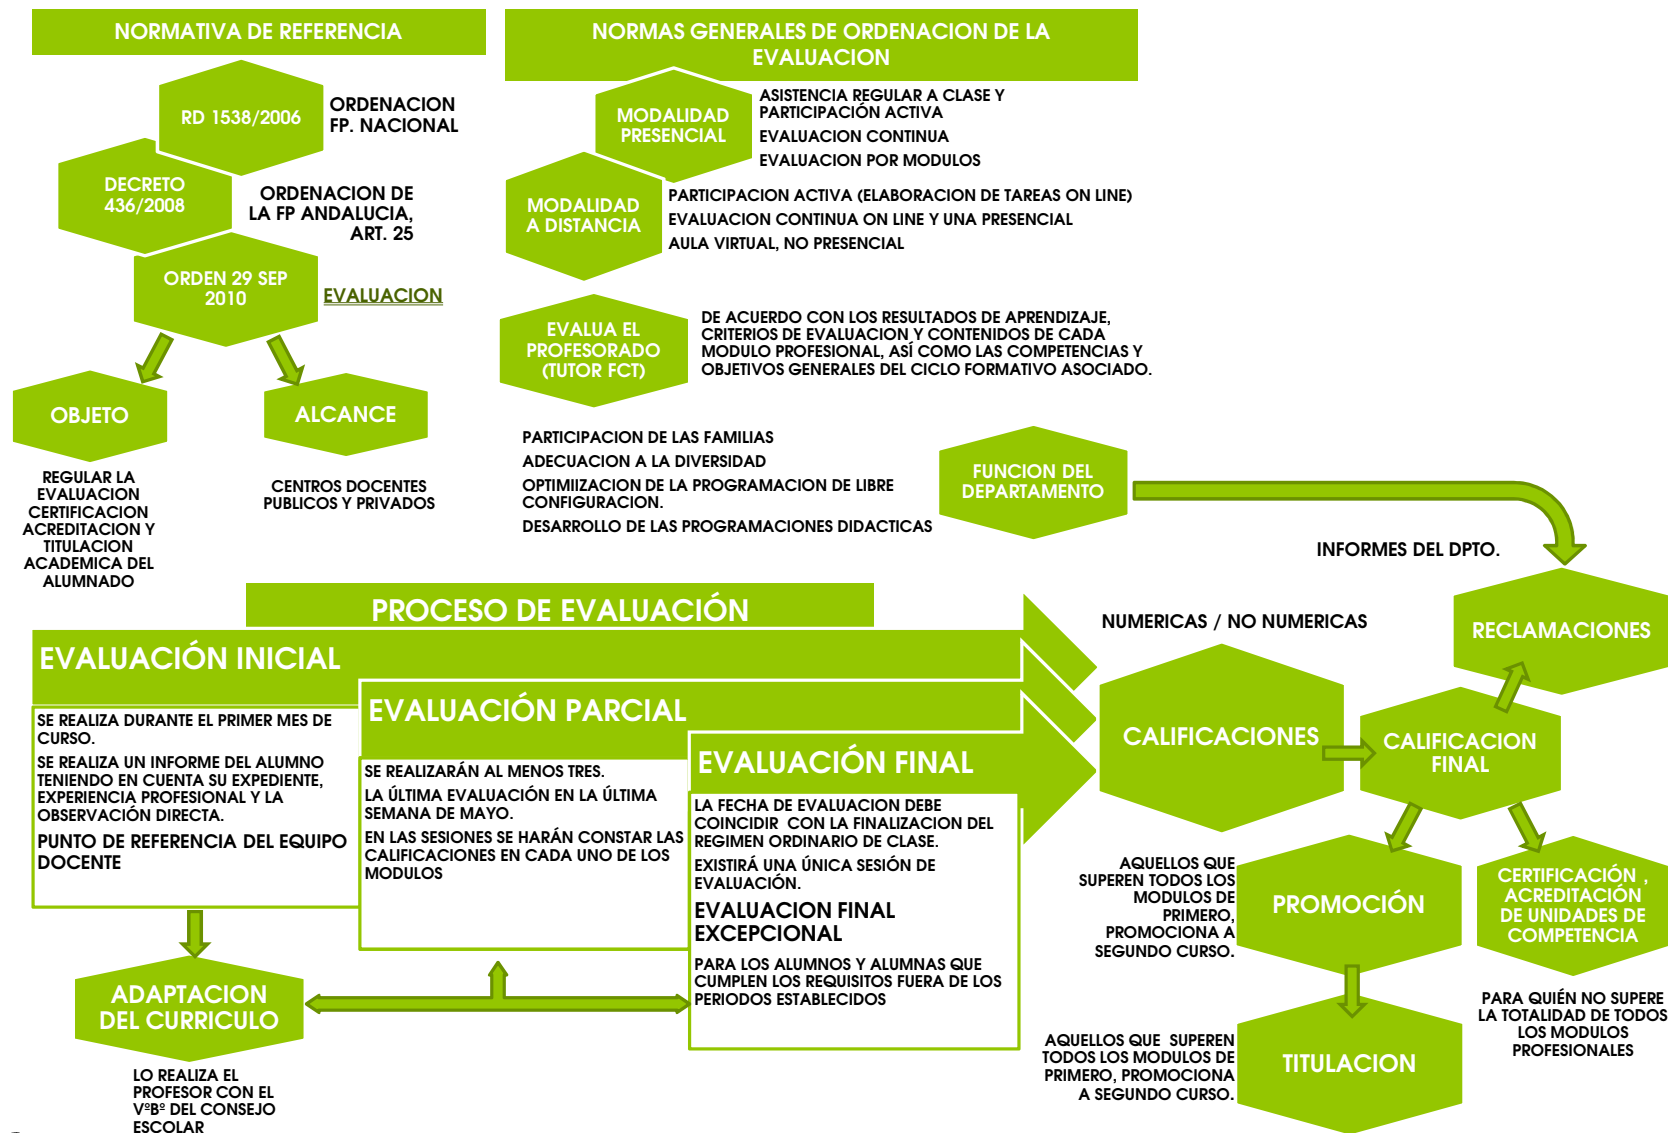 NORMATIVA DE REFERENCIA
RD 1538/2006
ORDENACION
FP. NACIONAL
DECRETO
436/2008
ORDENACION DE
LA FP ANDALUCIA,
ART. 25
ORDEN 29 SEP
2010
EVALUACION
OBJETO
REGULAR LA
EVALUACION
CERTIFICACION
ACREDITACION Y
TITULACION
ACADEMICA DEL
ALUMNADO
ALCANCE
CENTROS DOCENTES
PUBLICOS Y PRIVADOS
NORMAS GENERALES DE ORDENACION DE LA
EVALUACION
MODALIDAD
PRESENCIAL
ASISTENCIA REGULAR A CLASE Y
PARTICIPACIÓN ACTIVA
EVALUACION CONTINUA
EVALUACION POR MODULOS
MODALIDAD
A DISTANCIA
PARTICIPACION ACTIVA (ELABORACION DE TAREAS ON LINE)
EVALUACION CONTINUA ON LINE Y UNA PRESENCIAL
AULA VIRTUAL, NO PRESENCIAL
EVALUA EL
PROFESORADO
(TUTOR FCT)
DE ACUERDO CON LOS RESULTADOS DE APRENDIZAJE,
CRITERIOS DE EVALUACION Y CONTENIDOS DE CADA
MODULO PROFESIONAL, ASÍ COMO LAS COMPETENCIAS Y
OBJETIVOS GENERALES DEL CICLO FORMATIVO ASOCIADO.
PARTICIPACION DE LAS FAMILIAS
ADECUACION A LA DIVERSIDAD
OPTIMIIZACION DE LA PROGRAMACION DE LIBRE
CONFIGURACION.
DESARROLLO DE LAS PROGRAMACIONES DIDACTICAS
FUNCION DEL
DEPARTAMENTO
INFORMES DEL DPTO.
RECLAMACIONES
PROCESO DE EVALUACIÓN
EVALUACIÓN INICIAL
SE REALIZA DURANTE EL PRIMER MES DE
CURSO.
SE REALIZA UN INFORME DEL ALUMNO
TENIENDO EN CUENTA SU EXPEDIENTE,
EXPERIENCIA PROFESIONAL Y LA
OBSERVACIÓN DIRECTA.
PUNTO DE REFERENCIA DEL EQUIPO
DOCENTE
EVALUACIÓN PARCIAL
SE REALIZARÁN AL MENOS TRES.
LA ÚLTIMA EVALUACIÓN EN LA ÚLTIMA
SEMANA DE MAYO.
EN LAS SESIONES SE HARÁN CONSTAR LAS
CALIFICACIONES EN CADA UNO DE LOS
MODULOS
EVALUACIÓN FINAL
LA FECHA DE EVALUACION DEBE
COINCIDIR CON LA FINALIZACION DEL
REGIMEN ORDINARIO DE CLASE.
EXISTIRÁ UNA ÚNICA SESIÓN DE
EVALUACIÓN.
EVALUACION FINAL
EXCEPCIONAL
PARA LOS ALUMNOS Y ALUMNAS QUE
CUMPLEN LOS REQUISITOS FUERA DE LOS
PERIODOS ESTABLECIDOS
ADAPTACION
DEL CURRICULO
LO REALIZA EL
PROFESOR CON EL
VºBº DEL CONSEJO
ESCOLAR
NUMERICAS / NO NUMERICAS
CALIFICACIONES
CALIFICACION
FINAL
AQUELLOS QUE
SUPEREN TODOS LOS
MODULOS DE
PRIMERO,
PROMOCIONA A
SEGUNDO CURSO.
PROMOCIÓN
CERTIFICACIÓN ,
ACREDITACIÓN
DE UNIDADES DE
COMPETENCIA
PARA QUIÉN NO SUPERE
LA TOTALIDAD DE TODOS
LOS MODULOS
PROFESIONALES
AQUELLOS QUE SUPEREN
TODOS LOS MODULOS DE
PRIMERO, PROMOCIONA
A SEGUNDO CURSO.
TITULACION